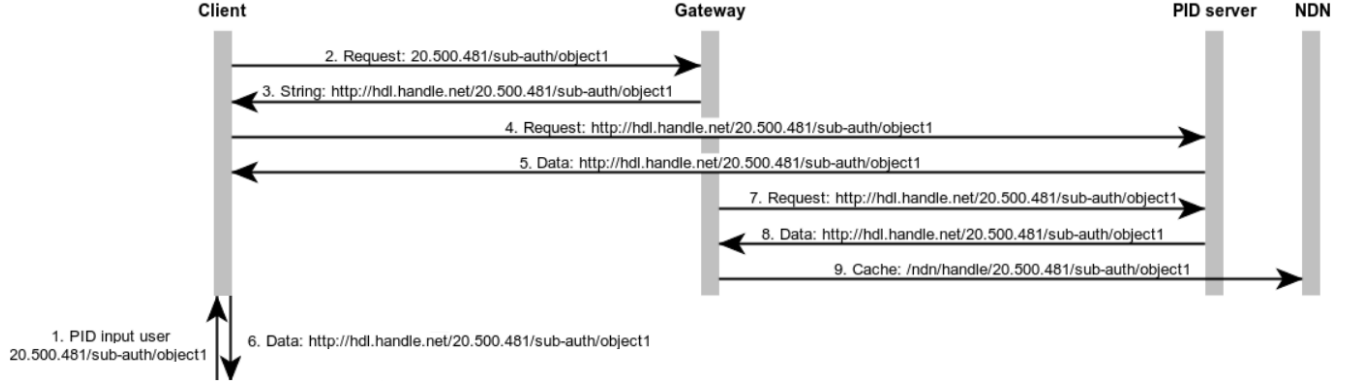 Client
Gateway
PID server
NDN
2. Request: 20.500.481/sub-auth/object1
3. String: http://hdl.handle.net/20.500.481/sub-auth/object1
4. Request: http://hdl.handle.net/20.500.481/sub-auth/object1
5. Data: http://hdl.handle.net/20.500.481/sub-auth/object1
7. Request: http://hdl.handle.net/20.500.481/sub-auth/object1
8. Data: http://hdl.handle.net/20.500.481/sub-auth/object1
9. Cache: /ndn/handle/20.500.481/sub-auth/object1
1. PID input user
20.500.481/sub-auth/object1
6. Data: http://hdl.handle.net/20.500.481/sub-auth/object1